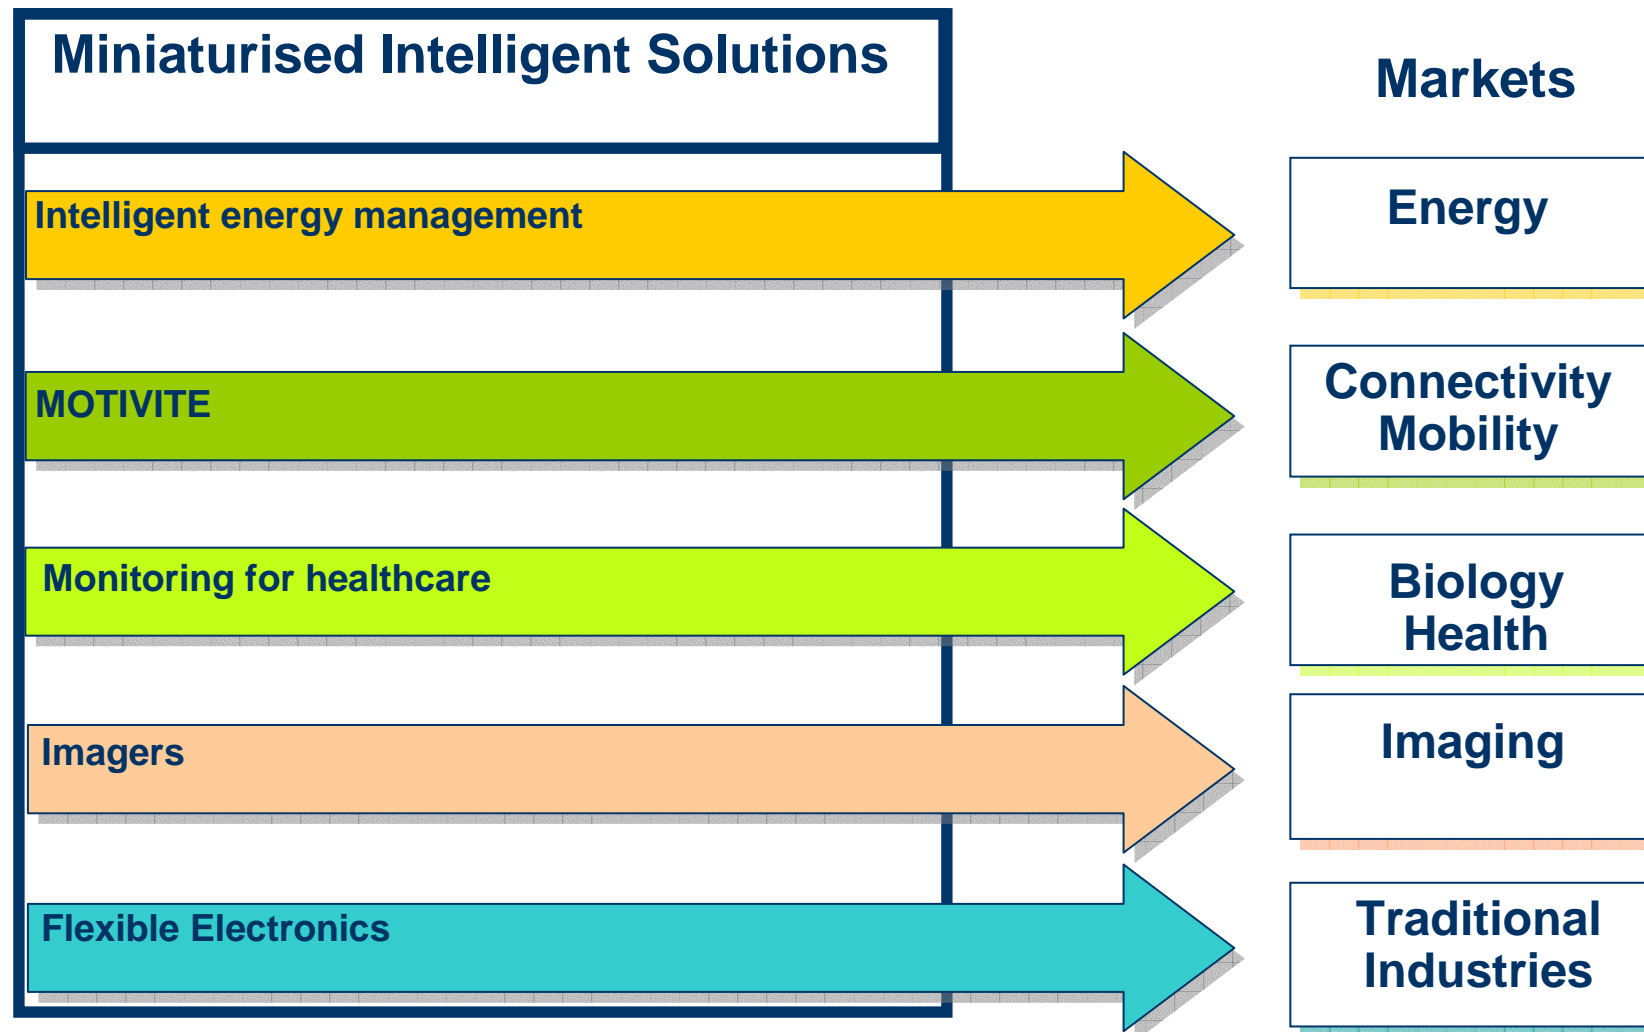 Miniaturised Intelligent Solutions
Markets
Intelligent energy management
Energy
MOTIVITE
Connectivity
Mobility
Monitoring for healthcare
Biology
Health
Imagers
Imaging
Flexible Electronics
Traditional
Industries